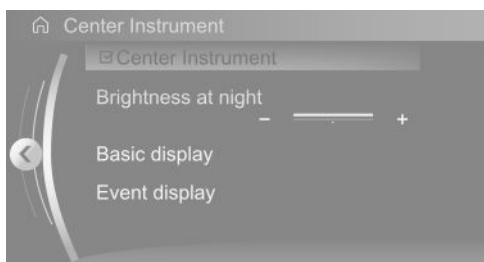 Center Instrument
Center Instrument
Brightness at night
– +
Basic display
Event display